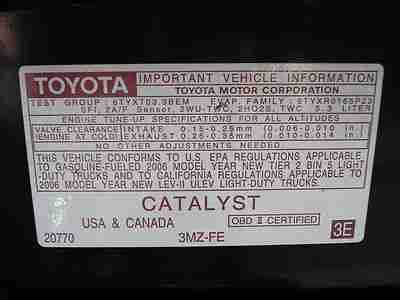 TOYOTA IMPORTANT VEHICLE INFORMATION
TOYOTA MOTOR CORPORATION
TEST GROUP : 6TYXT03.3BEM EVAP. FAMILY : 6TYXR0165P23
SFI, 2A/F Sensor, 2WU-TWC, 2HO2S, TWC 3.3 LITER
ENGINE TUNE-UP SPECIFICATIONS FOR ALL ALTITUDES
VALVE CLEARANCE INTAKE 0.15-0.25mm (0.006-0.010 in.)
(ENGINE AT COLD) EXHAUST 0.25-0.35mm (0.010-0.014 in.)
NO OTHER ADJUSTMENTS NEEDED.
THIS VEHICLE CONFORMS TO U.S. EPA REGULATIONS APPLICABLE
TO GASOLINE-FUELED 2006 MODEL YEAR NEW TIER 2 BIN 5 LIGHT
-DUTY TRUCKS AND TO CALIFORNIA REGULATIONS APPLICABLE TO
2006 MODEL YEAR NEW LEV-II ULEV LIGHT-DUTY TRUCKS.
CATALYST
USA & CANADA OBD II CERTIFIED
20770 3MZ-FE 3E